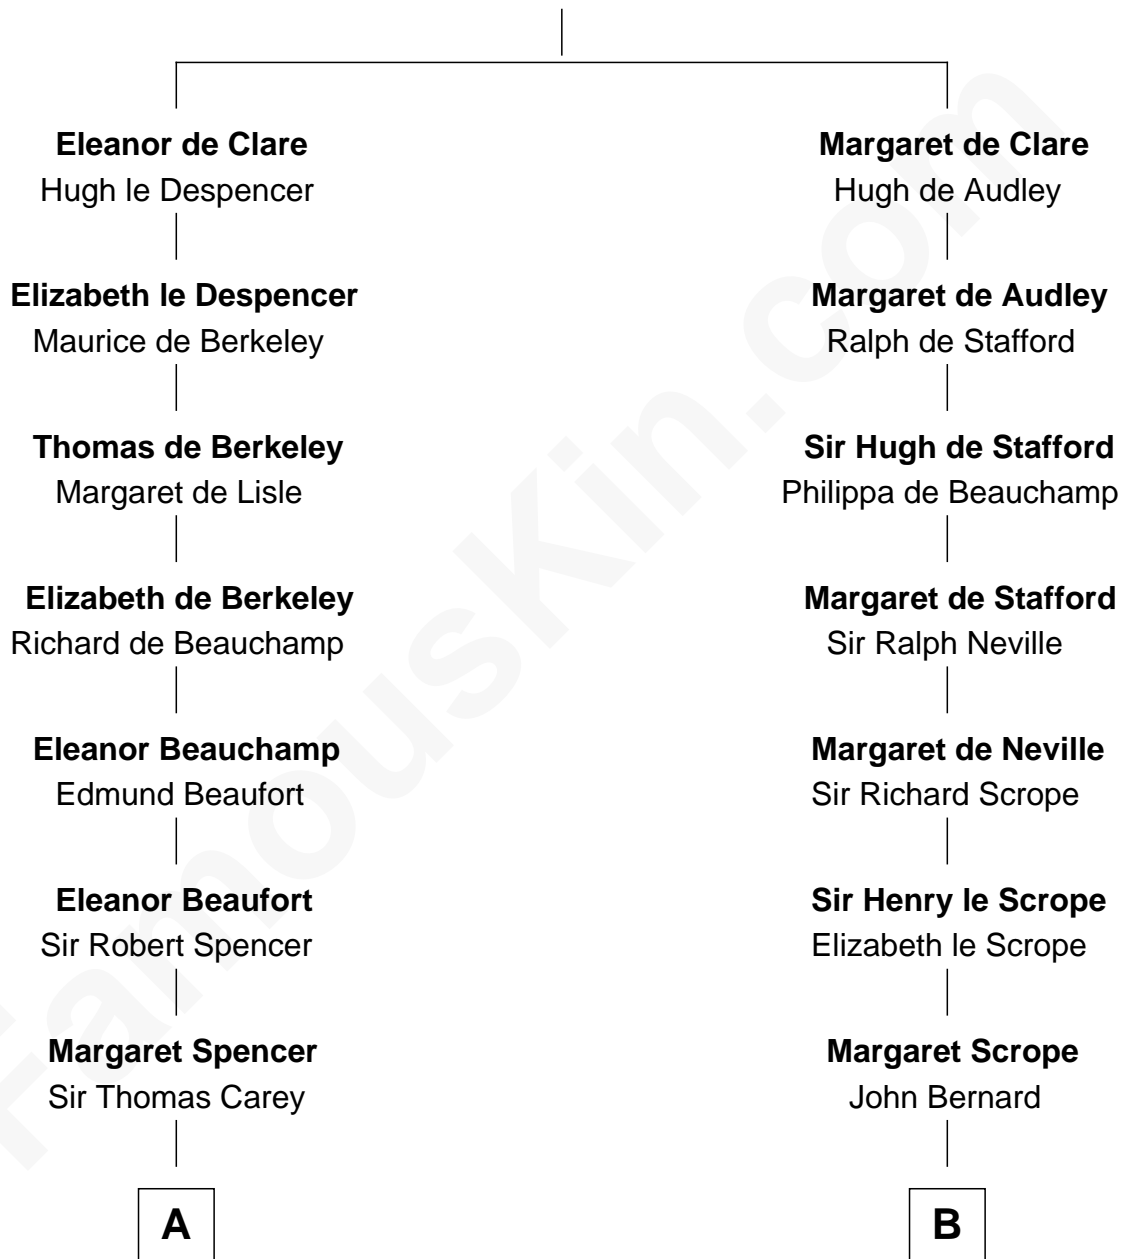 Eleanor de Clare
Hugh le Despencer
Elizabeth le Despencer
Maurice de Berkeley
Thomas de Berkeley
Margaret de Lisle
Elizabeth de Berkeley
Richard de Beauchamp
Eleanor Beauchamp
Edmund Beaufort
Eleanor Beaufort
Sir Robert Spencer
Margaret Spencer
Sir Thomas Carey
A
Margaret de Clare
Hugh de Audley
Margaret de Audley
Ralph de Stafford
Sir Hugh de Stafford
Philippa de Beauchamp
Margaret de Stafford
Sir Ralph Neville
Margaret de Neville
Sir Richard Scrope
Sir Henry le Scrope
Elizabeth le Scrope
Margaret Scrope
John Bernard
B
FamousKin.com